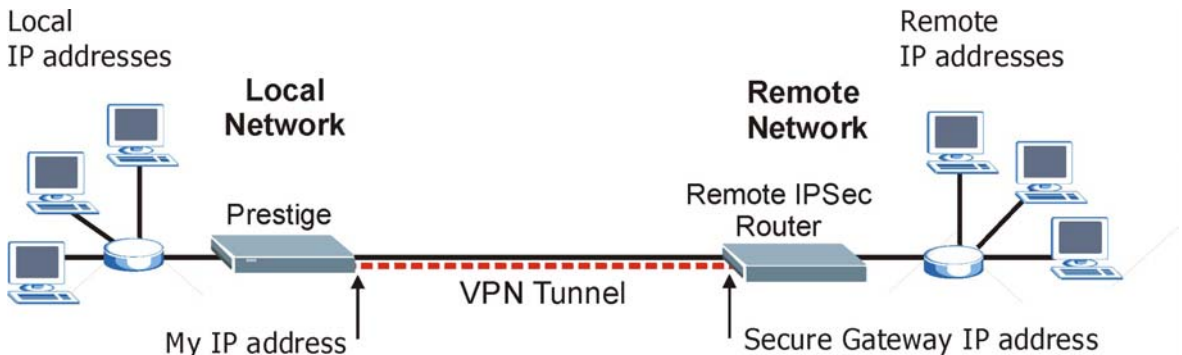 Local
IP addresses
Remote
IP addresses
Local
Network
Remote
Network
Prestige
Remote IPSec
Router
VPN Tunnel
My IP address
Secure Gateway IP address